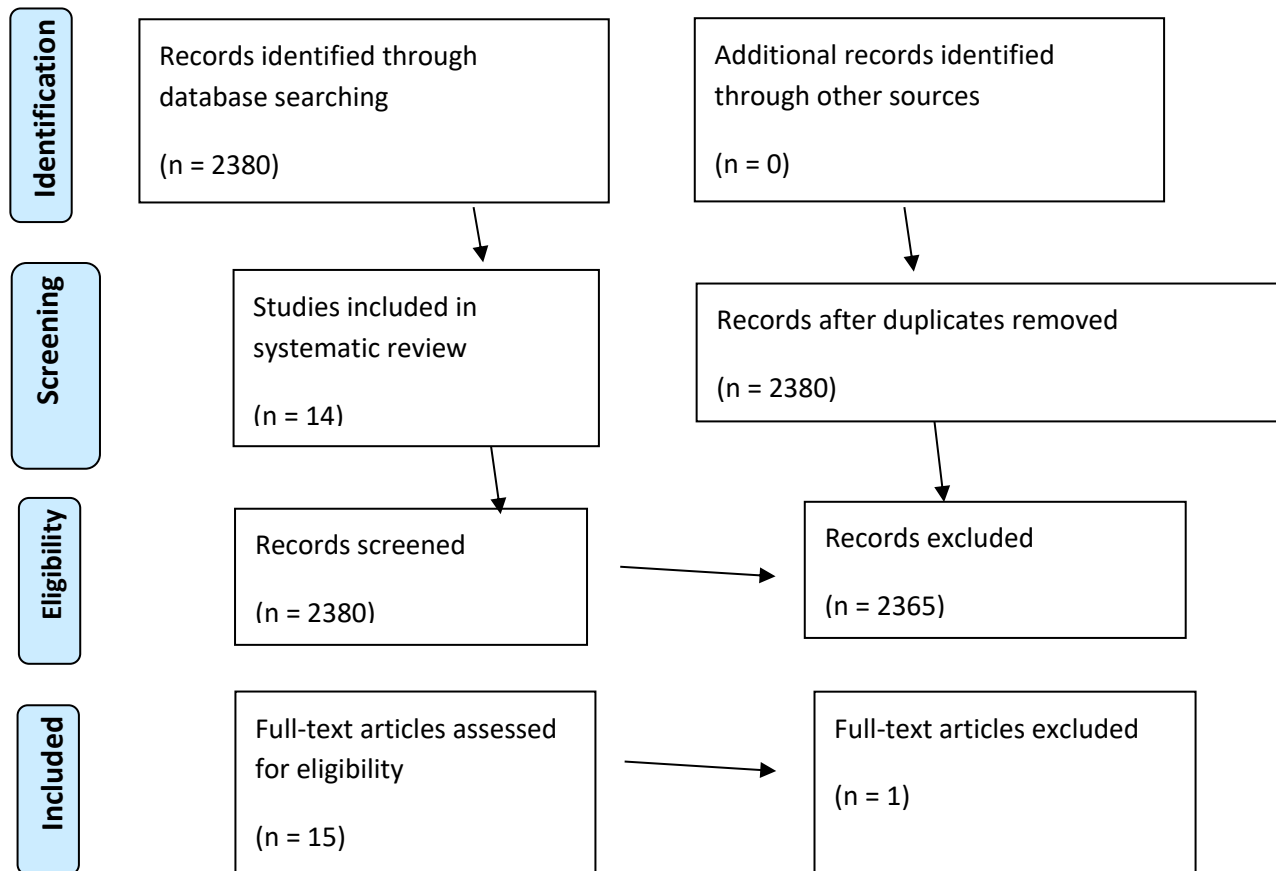 Identification
Records identified through
database searching
(n = 2380)
Additional records identified
through other sources
(n = 0)
Screening
Studies included in
systematic review
(n = 14)
Records after duplicates removed
(n = 2380)
Eligibility
Records screened
(n = 2380)
Records excluded
(n = 2365)
Included
Full-text articles assessed
for eligibility
(n = 15)
Full-text articles excluded
(n = 1)